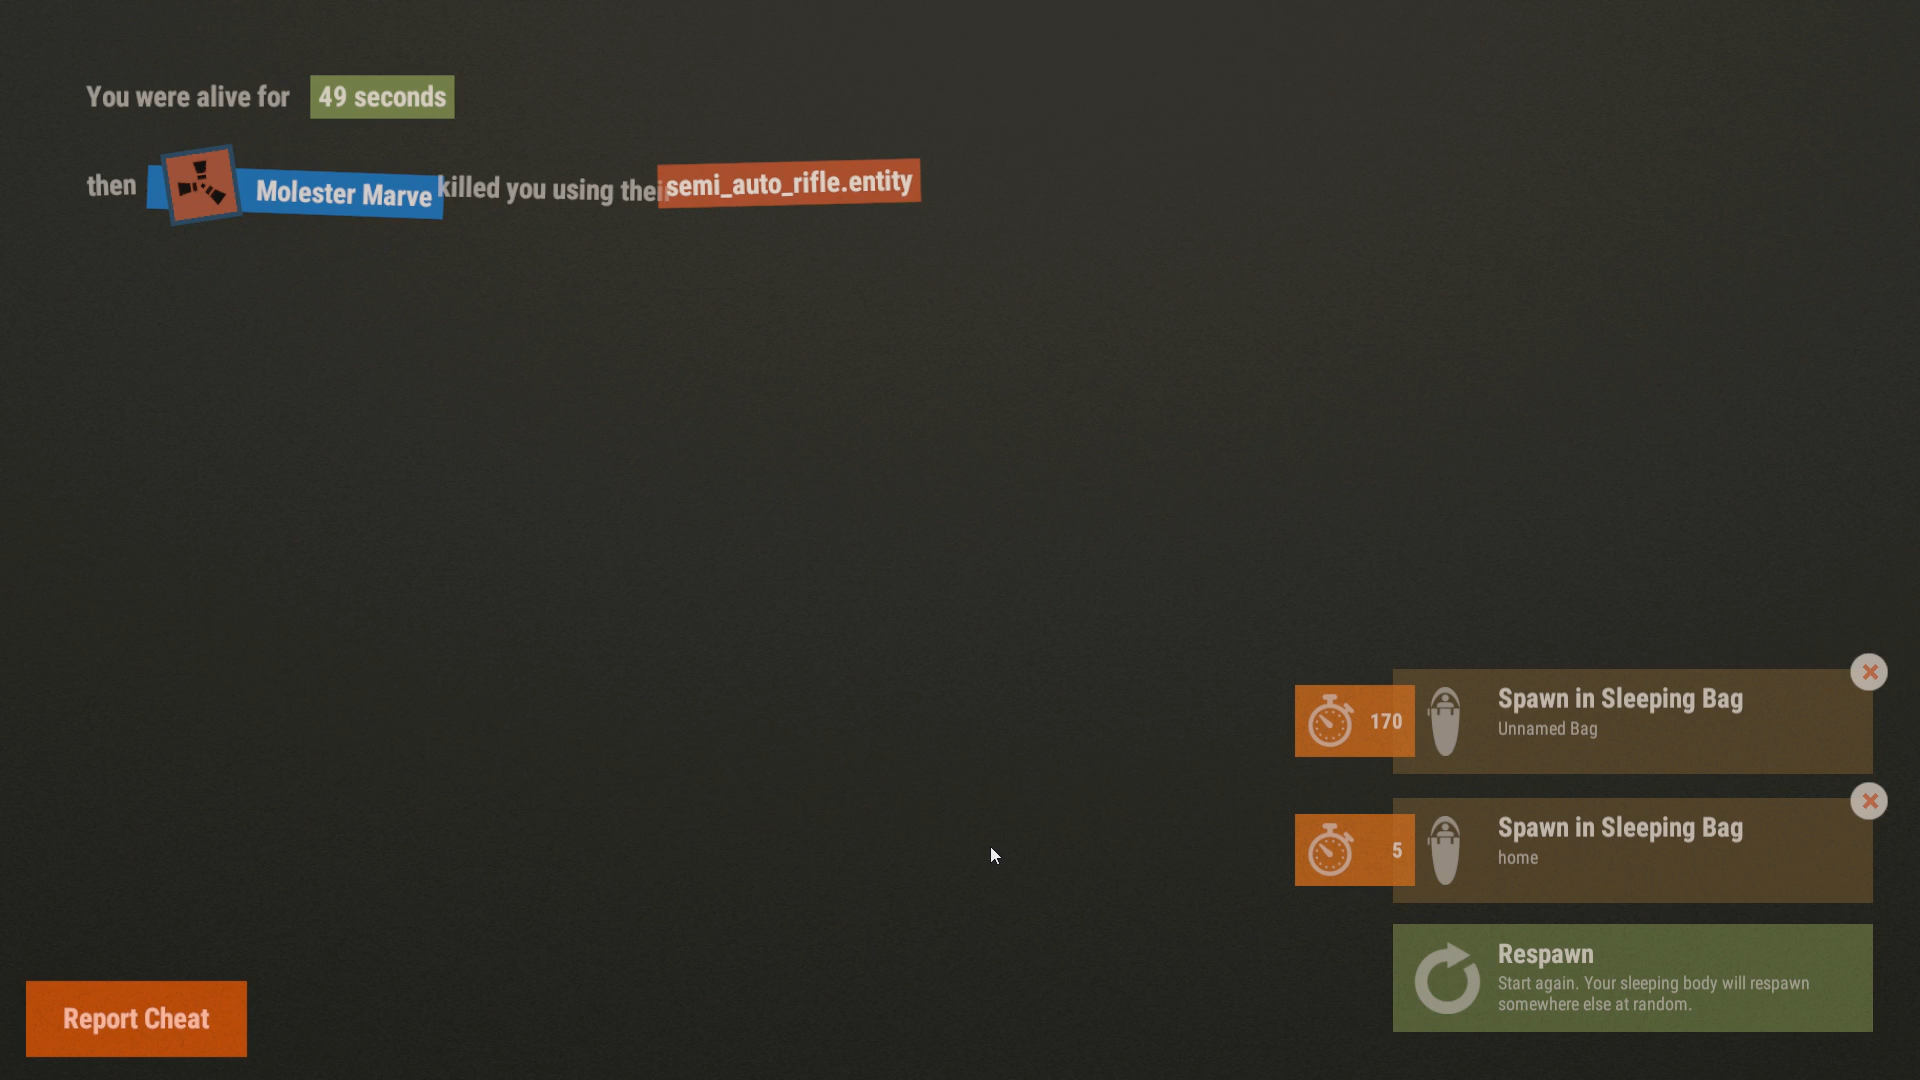 You were alive for 49 seconds
then Molester Marve killed you using their semi_auto_rifle.entity
170 Spawn in Sleeping Bag
Unnamed Bag
5 Spawn in Sleeping Bag
home
Respawn
Start again. Your sleeping body will respawn
somewhere else at random.
Report Cheat